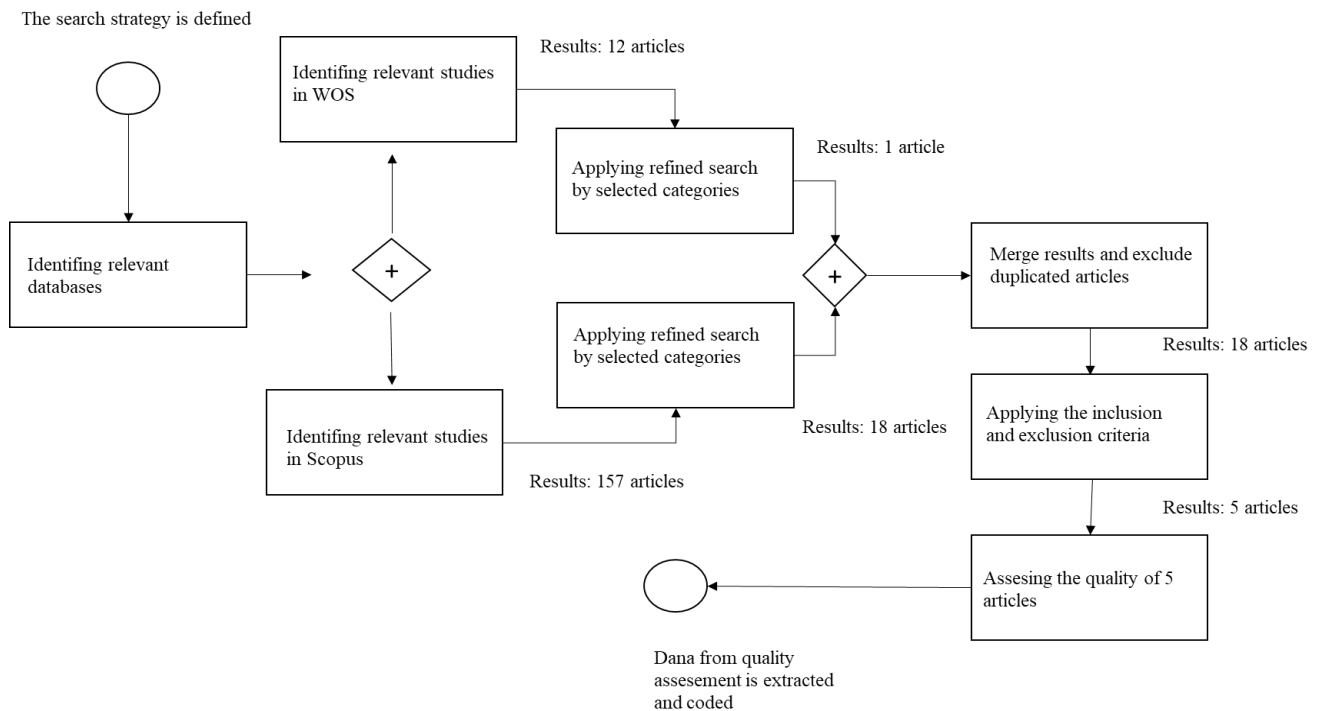 The search strategy is defined
Identifing relevant
databases
Identifing relevant studies
in WOS
Results: 12 articles
Applying refined search
by selected categories
Results: 1 article
+
Identifing relevant studies
in Scopus
Results: 157 articles
Applying refined search
by selected categories
Results: 18 articles
+
Merge results and exclude
duplicated articles
Results: 18 articles
Applying the inclusion
and exclusion criteria
Results: 5 articles
Assesing the quality of 5
articles
Dana from quality
assesement is extracted
and coded